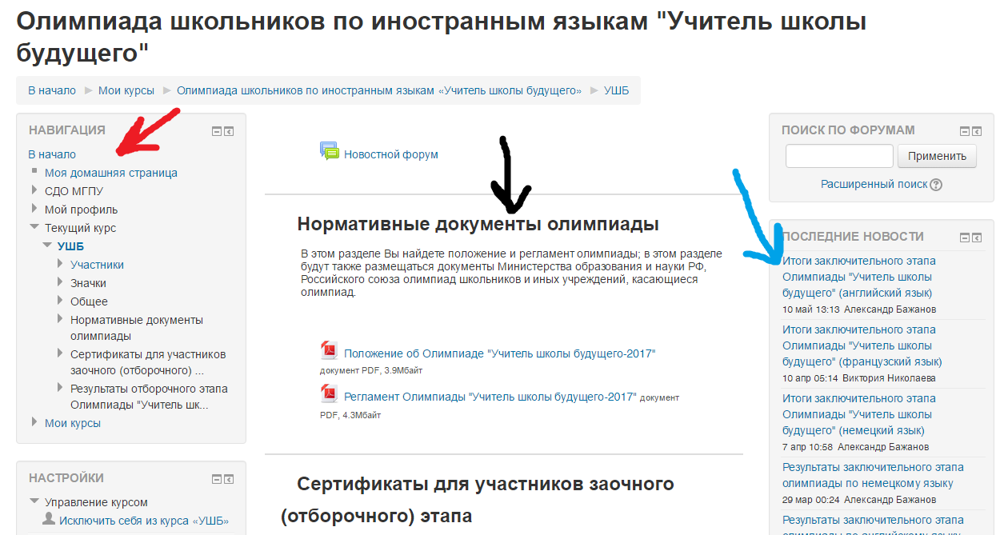 Олимпиада школьников по иностранным языкам "Учитель школы
будущего"
В начало Мои курсы Олимпиада школьников по иностранным языкам «Учитель школы будущего» УШБ
НАВИГАЦИЯ
В начало
Моя домашняя страница
СДО МГПУ
Мой профиль
Текущий курс
УШБ
Участники
Значки
Общее
Нормативные документы
олимпиады
Сертификаты для участников
заочного (отборочного) ...
Результаты отборочного этапа
Олимпиады "Учитель шк...
Мои курсы
НАСТРОЙКИ
Управление курсом
Исключить себя из курса «УШБ»
Новостной форум
Нормативные документы олимпиады
В этом разделе Вы найдете положение и регламент олимпиады; в этом разделе
будут также размещаться документы Министерства образования и науки РФ,
Российского союза олимпиад школьников и иных учреждений, касающиеся
олимпиад.
Положение об Олимпиаде "Учитель школы будущего-2017"
документ PDF, 3.9Мбайт
Регламент Олимпиады "Учитель школы будущего-2017" документ
PDF, 4.3Мбайт
Сертификаты для участников заочного
(отборочного) этапа
ПОИСК ПО ФОРУМАМ
Применить
Расширенный поиск
ПОСЛЕДНИЕ НОВОСТИ
Итоги заключительного этапа
Олимпиады "Учитель школы
будущего" (английский язык)
10 май 13:13 Александр Бажанов
Итоги заключительного этапа
Олимпиады "Учитель школы
будущего" (французский язык)
10 апр 05:14 Виктория Николаева
Итоги заключительного этапа
Олимпиады "Учитель школы
будущего" (немецкий язык)
7 апр 10:58 Александр Бажанов
Результаты заключительного этапа
олимпиады по немецкому языку
29 мар 00:24 Александр Бажанов
Результаты заключительного этапа
олимпиады по английскому языку